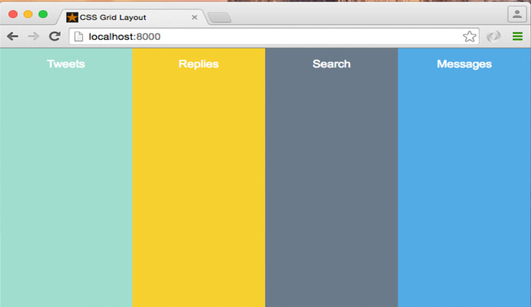 CSS Grid Layout
localhost:8000
Tweets Replies Search Messages